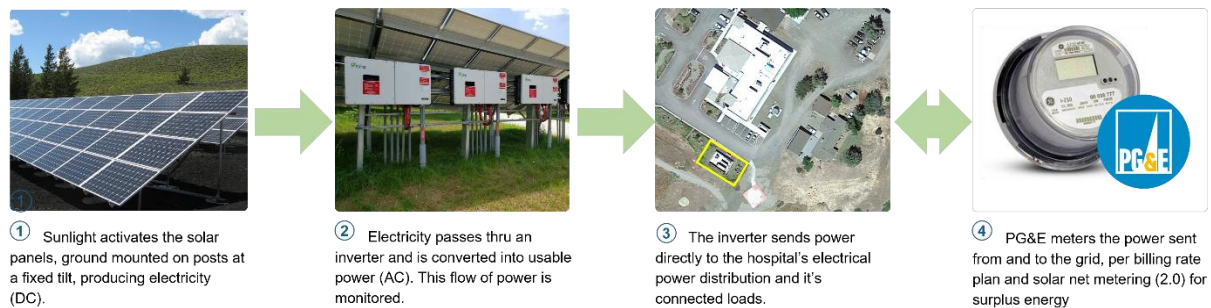 1
1 Sunlight activates the solar
panels, ground mounted on posts at
a fixed tilt, producing electricity
(DC).
2 Electricity passes thru an
inverter and is converted into usable
power (AC). This flow of power is
monitored.
3 The inverter sends power
directly to the hospital's electrical
power distribution and it's
connected loads.
I-210
PG&E
4 PG&E meters the power sent
from and to the grid, per billing rate
plan and solar net metering (2.0) for
surplus energy